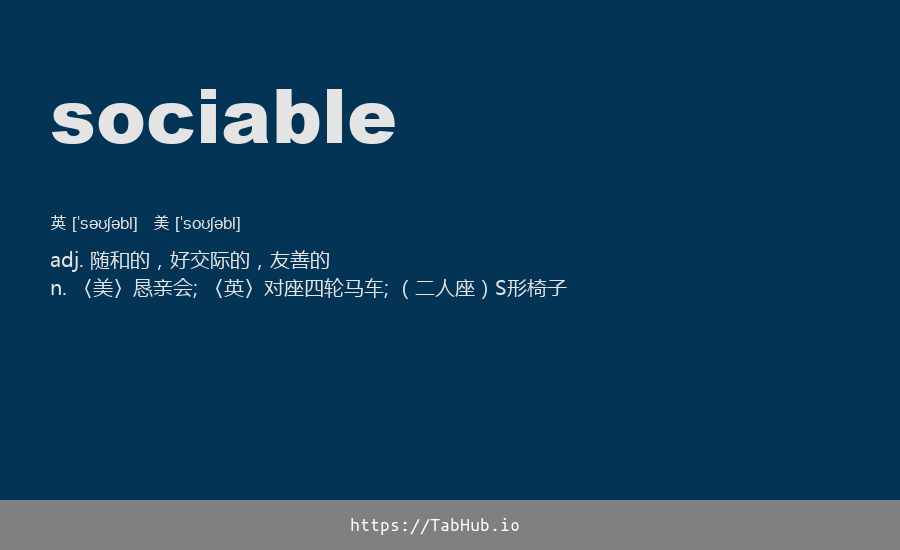 sociable
英 [ˈsəʊʃəbl] 美 [ˈsoʊʃəbl]
adj. 随和的，好交际的，友善的
n. 〈美〉恳亲会; 〈英〉对座四轮马车; （二人座）S形椅子
https://TabHub.io